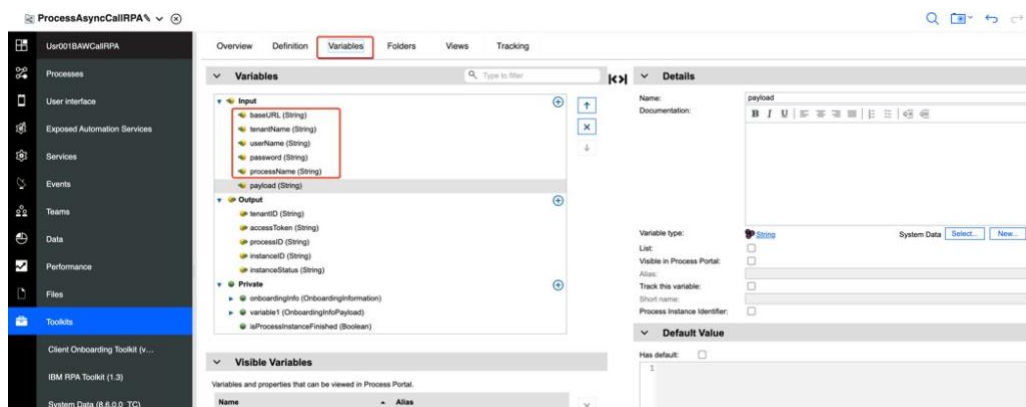 ProcessAsyncCallRPA
Usr001BAWCallRPA
Processes
User interface
Exposed Automation Services
Services
Events
Teams
Data
Performance
Files
Toolkits
Client Onboarding Toolkit (v...
IBM RPA Toolkit (1.3)
System Data (8.6.0.0_TC)
Overview Definition Variables Folders Views Tracking
Variables
Type to filter
Input
baseURL (String)
tenantName (String)
userName (String)
password (String)
processName (String)
payload (String)
Output
tenantID (String)
accessToken (String)
processID (String)
instanceID (String)
instanceStatus (String)
Private
onboardingInfo (OnboardingInformation)
variable1 (OnboardingInfoPayload)
isProcessInstanceFinished (Boolean)
Visible Variables
Variables and properties that can be viewed in Process Portal.
Name Alias
Details
Name: payload
Documentation:
B I U
Variable type: String System Data Select... New...
List:
Visible in Process Portal:
Alias:
Track this variable:
Short name:
Process Instance Identifier:
Default Value
Has default:
1